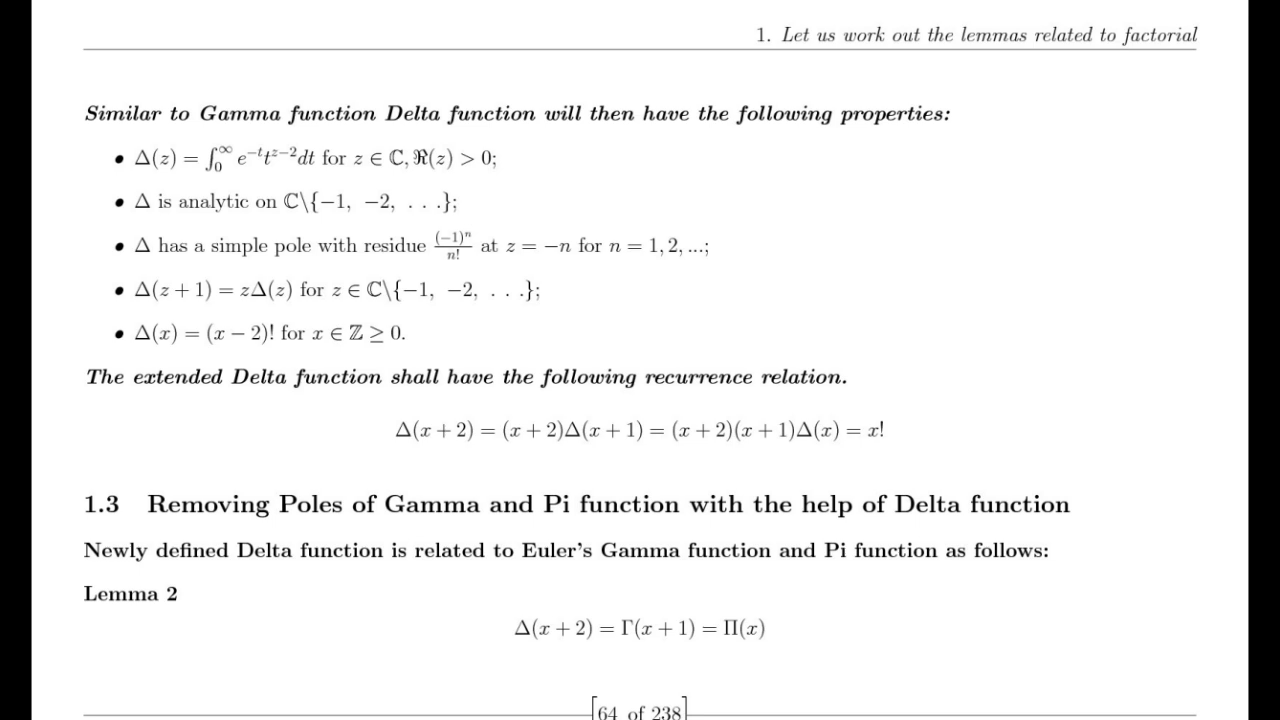 1. Let us work out the lemmas related to factorial
Similar to Gamma function Delta function will then have the following properties:
• Δ(z) = ∫₀^∞ e^{−t}t^{z−2}dt for z ∈ ℂ, ℜ(z) > 0;
• Δ is analytic on ℂ\{−1, −2, . . .};
• Δ has a simple pole with residue (−1)^n/n! at z = −n for n = 1, 2, ...;
• Δ(z + 1) = zΔ(z) for z ∈ ℂ\{−1, −2, . . .};
• Δ(x) = (x − 2)! for x ∈ ℤ ≥ 0.
The extended Delta function shall have the following recurrence relation.
Δ(x + 2) = (x + 2)Δ(x + 1) = (x + 2)(x + 1)Δ(x) = x!
1.3 Removing Poles of Gamma and Pi function with the help of Delta function
Newly defined Delta function is related to Euler's Gamma function and Pi function as follows:
Lemma 2
Δ(x + 2) = Γ(x + 1) = Π(x)
[64 of 238]